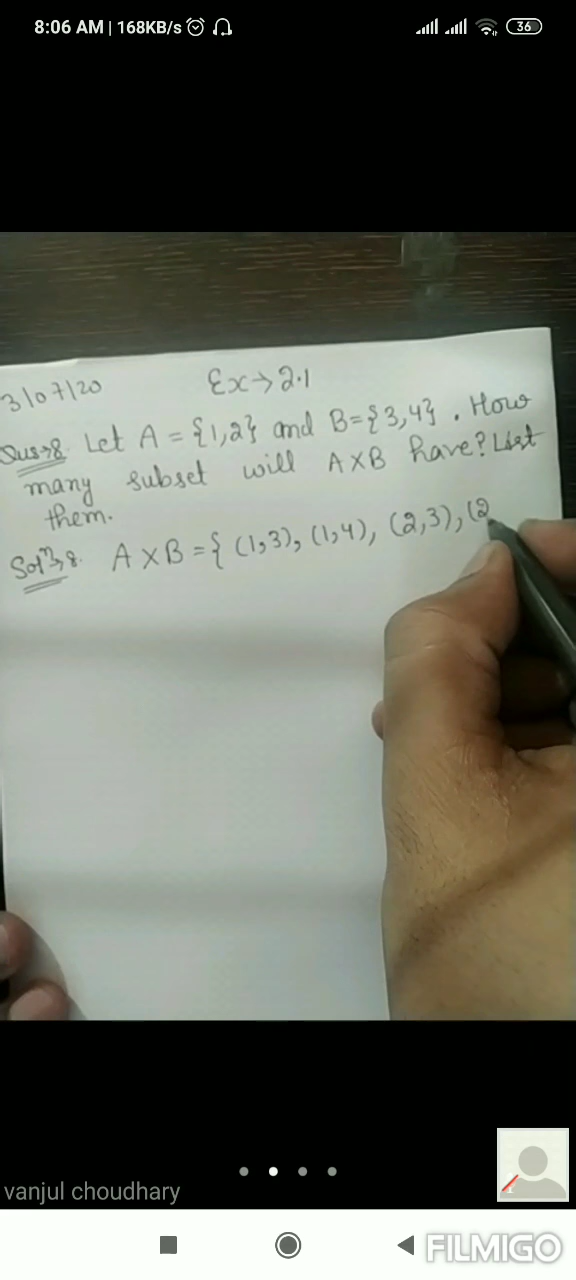 8:06 AM | 168KB/s
36
3/07/20 Ex→2.1
Qus→8. Let A = {1,2} and B={3,4}. How
many subset will A×B have? List
them.
Solⁿ→8. A×B={ (1,3), (1,4), (2,3), (2
vanjul choudhary
FILMIGO